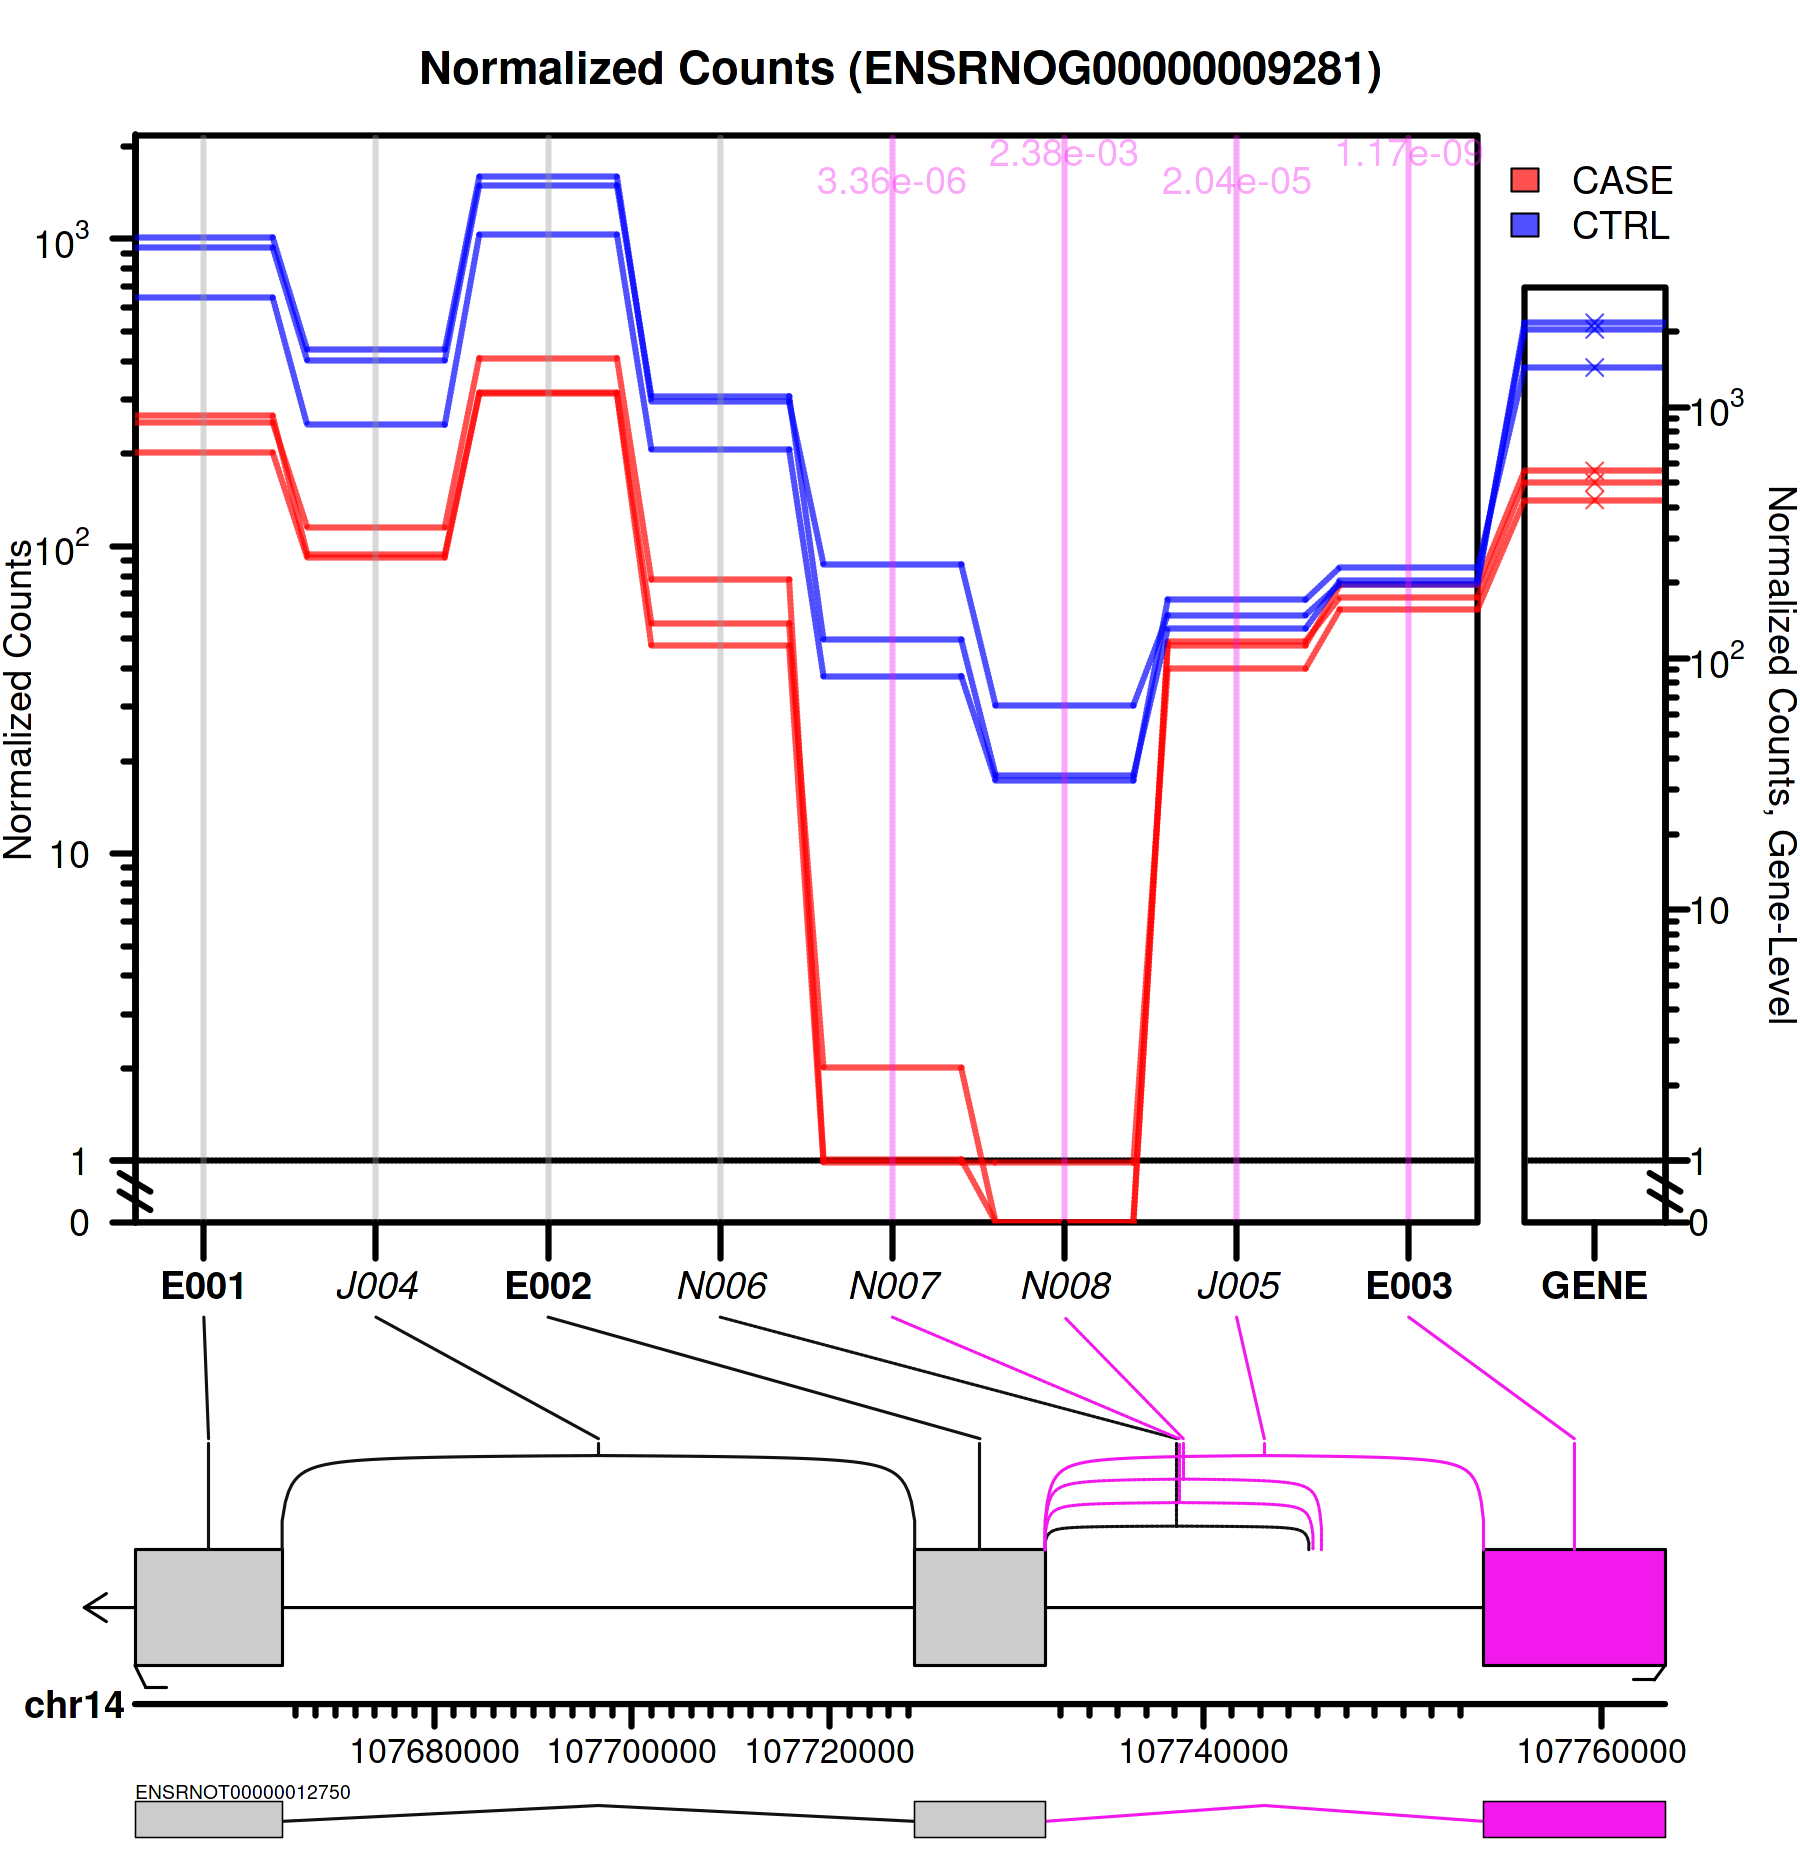 Normalized Counts (ENSRNOG00000009281)
2.38e-03 1.17e-09
3.36e-06 2.04e-05
CASE
CTRL
10³
10²
10
1
0
Normalized Counts
10³
10²
10
1
0
Normalized Counts, Gene-Level
E001 J004 E002 N006 N007 N008 J005 E003 GENE
chr14
107680000 107700000 107720000 107740000 107760000
ENSRNOT00000012750